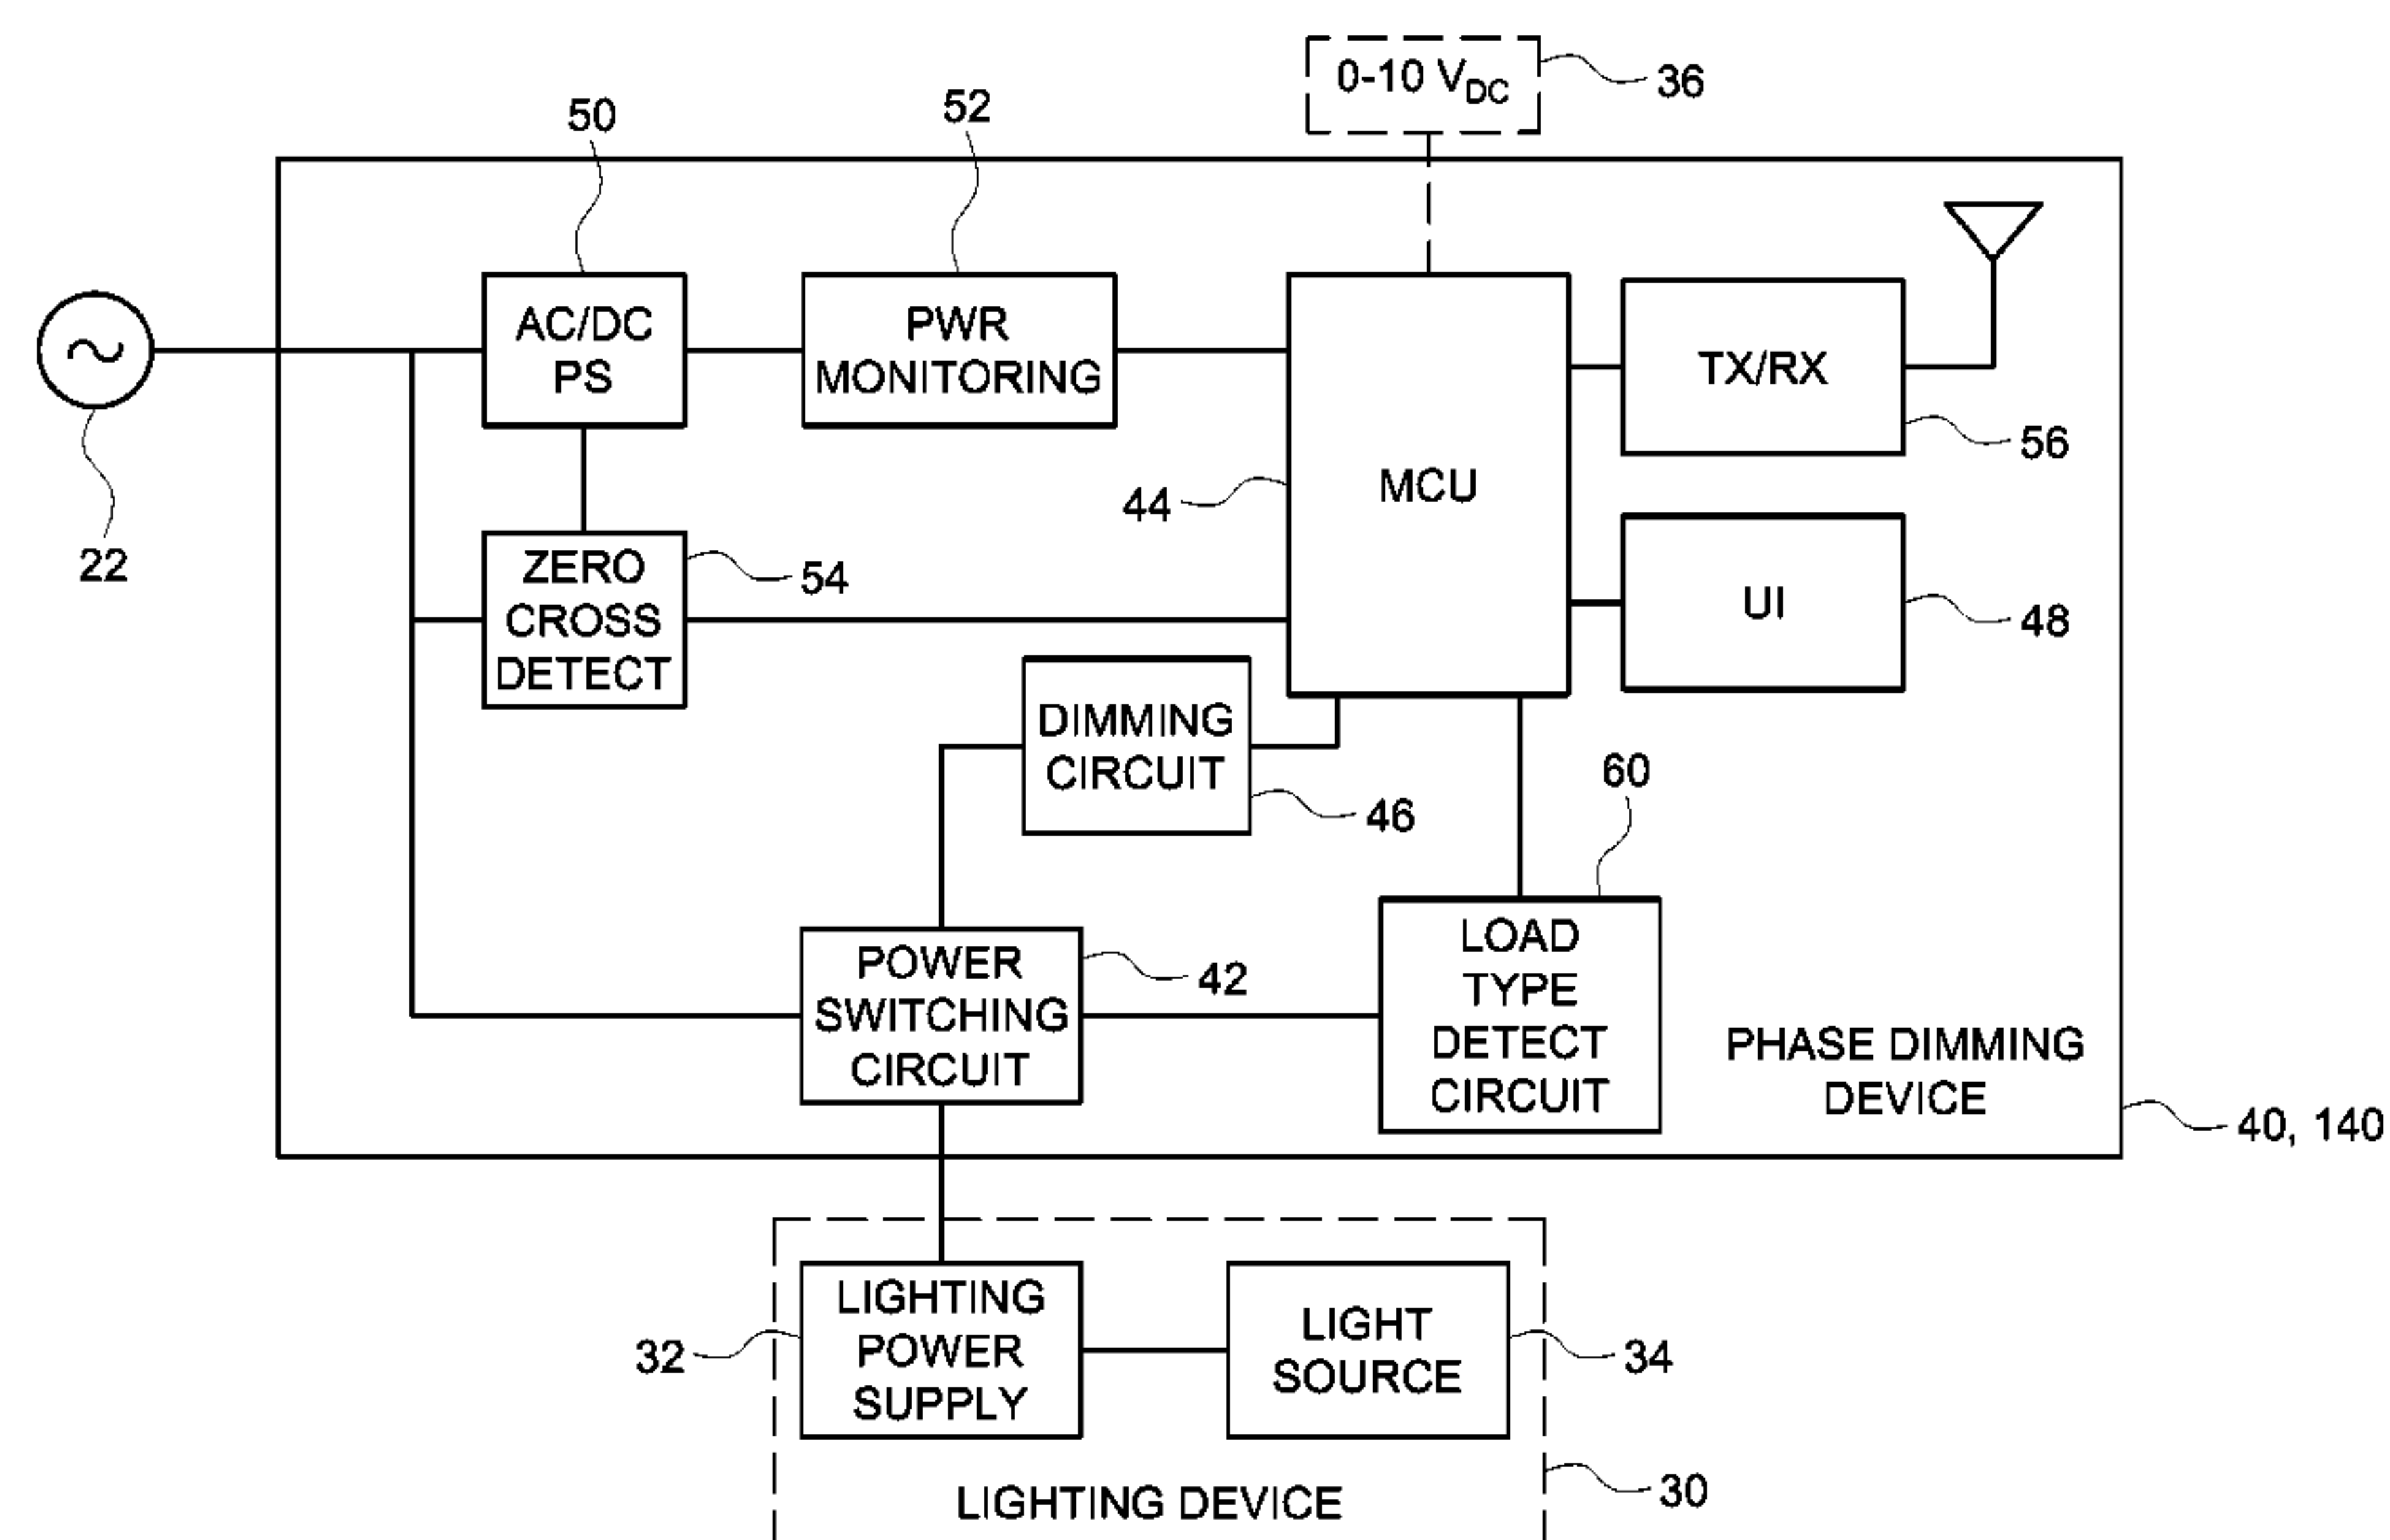 0-10 VDC
36
50
52
AC/DC
PS
PWR
MONITORING
TX/RX
56
MCU
44
22
ZERO
CROSS
DETECT
54
UI
48
DIMMING
CIRCUIT
46
60
POWER
SWITCHING
CIRCUIT
42
LOAD
TYPE
DETECT
CIRCUIT
PHASE DIMMING
DEVICE
40, 140
LIGHTING
POWER
SUPPLY
32
LIGHT
SOURCE
34
LIGHTING DEVICE
30